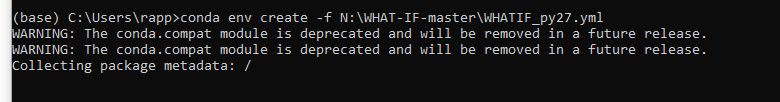 (base) C:\Users\rapp>conda env create -f N:\WHAT-IF-master\WHATIF_py27.yml
WARNING: The conda.compat module is deprecated and will be removed in a future release.
WARNING: The conda.compat module is deprecated and will be removed in a future release.
Collecting package metadata: /